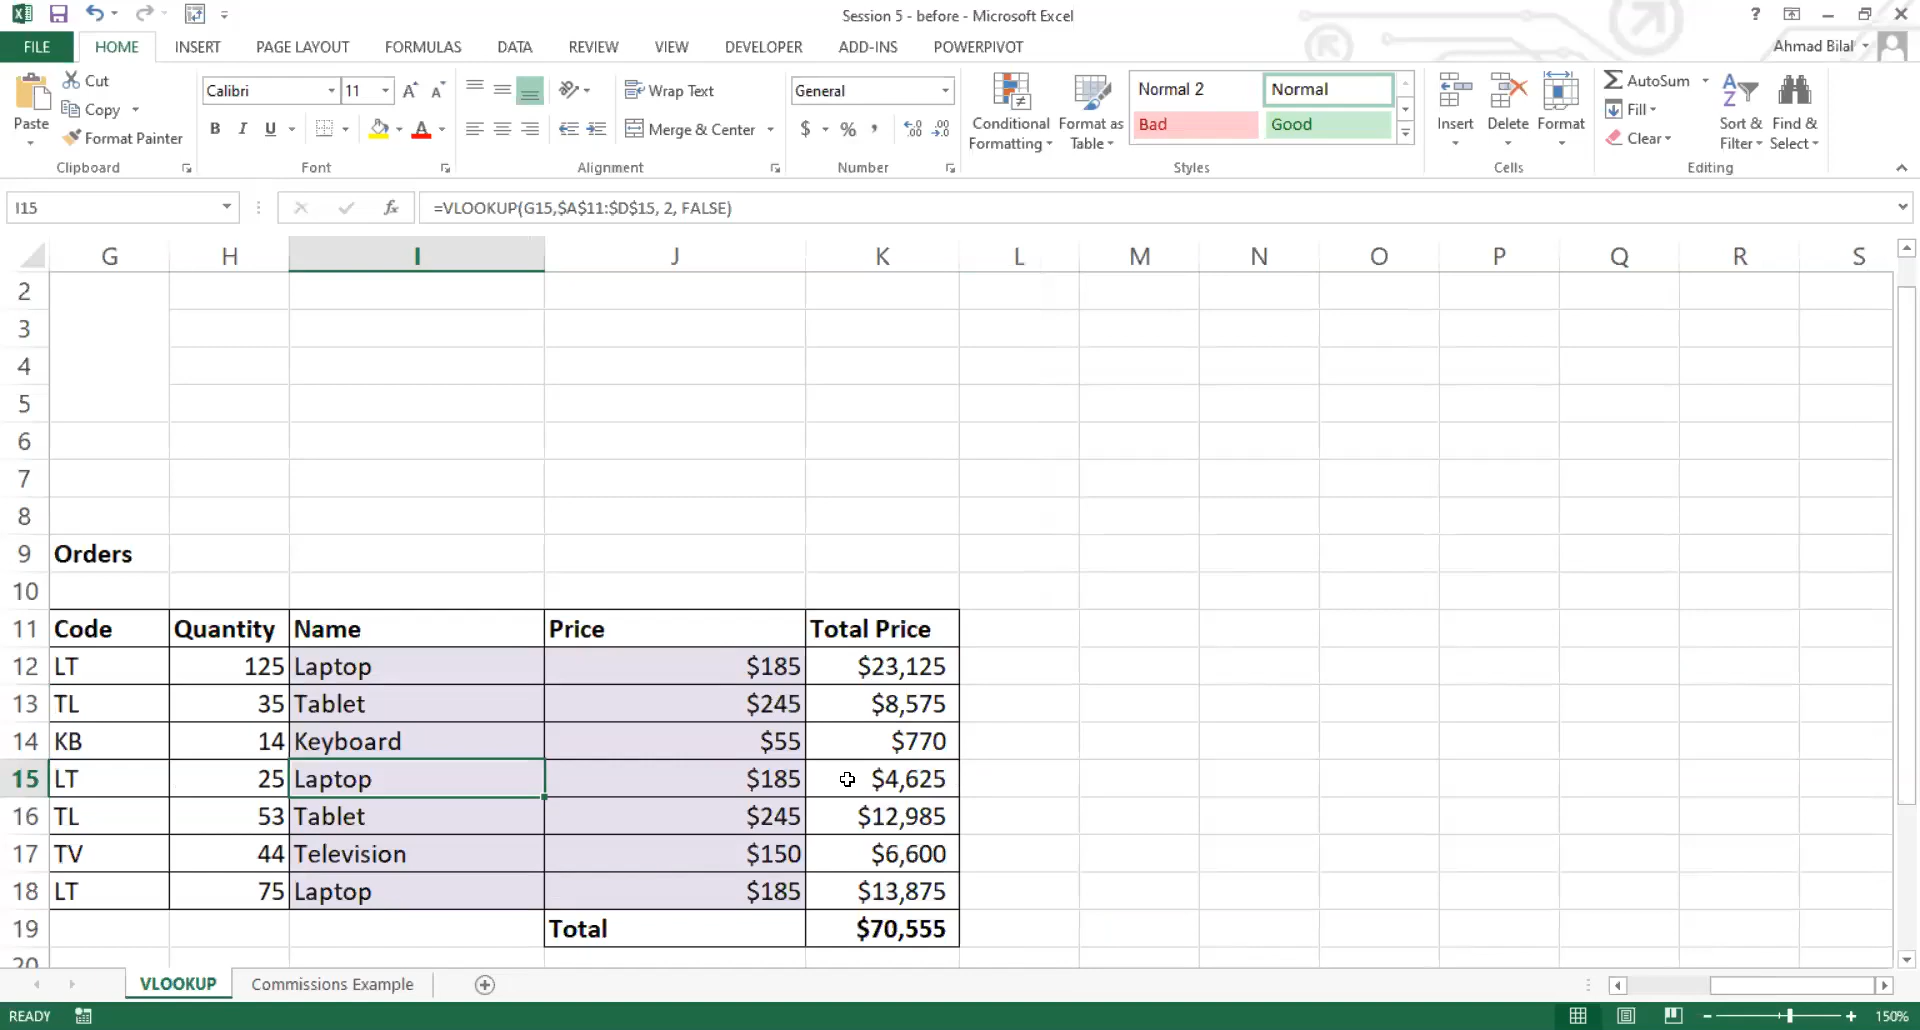 Session 5 - before - Microsoft Excel
?
FILE HOME INSERT PAGE LAYOUT FORMULAS DATA REVIEW VIEW DEVELOPER ADD-INS POWERPIVOT Ahmad Bilal
Paste
Cut
Copy
Format Painter
Clipboard
Calibri 11
B I U
Font
Wrap Text
Merge & Center
Alignment
General
$ % ,
Number
Conditional Formatting
Format as Table
Normal 2 Normal
Bad Good
Styles
Insert Delete Format
Cells
AutoSum
Fill
Clear
Sort & Filter
Find & Select
Editing
I15 fx =VLOOKUP(G15,$A$11:$D$15, 2, FALSE)
G H I J K L M N O P Q R S
2
3
4
5
6
7
8
9 Orders
10
11 Code Quantity Name Price Total Price
12 LT 125 Laptop $185 $23,125
13 TL 35 Tablet $245 $8,575
14 KB 14 Keyboard $55 $770
15 LT 25 Laptop $185 $4,625
16 TL 53 Tablet $245 $12,985
17 TV 44 Television $150 $6,600
18 LT 75 Laptop $185 $13,875
19 Total $70,555
20
VLOOKUP Commissions Example
READY 150%